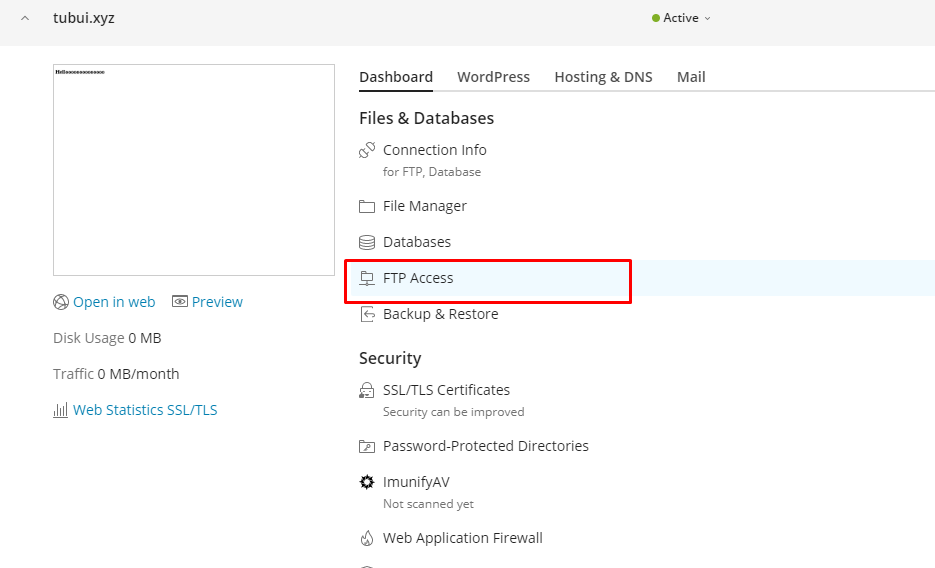 tubui.xyz
Active
Dashboard WordPress Hosting & DNS Mail
Files & Databases
Connection Info
for FTP, Database
File Manager
Databases
FTP Access
Backup & Restore
Open in web Preview
Disk Usage 0 MB
Traffic 0 MB/month
Web Statistics SSL/TLS
Security
SSL/TLS Certificates
Security can be improved
Password-Protected Directories
ImunifyAV
Not scanned yet
Web Application Firewall